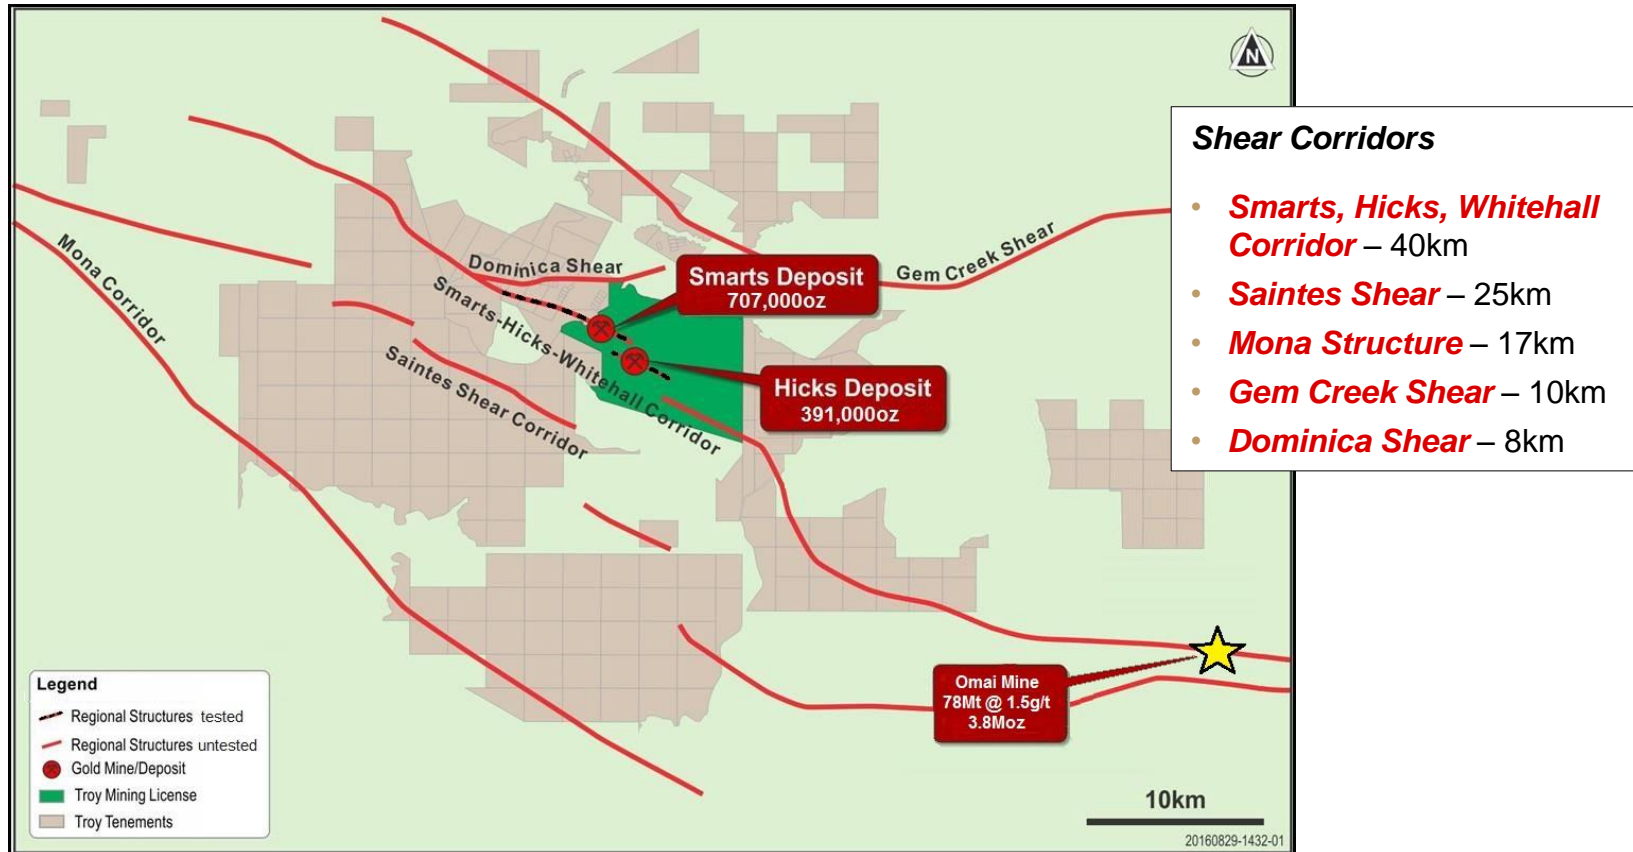 N
Shear Corridors
• Smarts, Hicks, Whitehall
Corridor – 40km
• Saintes Shear – 25km
• Mona Structure – 17km
• Gem Creek Shear – 10km
• Dominica Shear – 8km
Mona Corridor
Dominica Shear
Gem Creek Shear
Smarts Deposit
707,000oz
Smarts-Hicks-Whitehall Corridor
Saintes Shear Corridor
Hicks Deposit
391,000oz
Omai Mine
78Mt @ 1.5g/t
3.8Moz
Legend
Regional Structures tested
Regional Structures untested
Gold Mine/Deposit
Troy Mining License
Troy Tenements
10km
20160829-1432-01